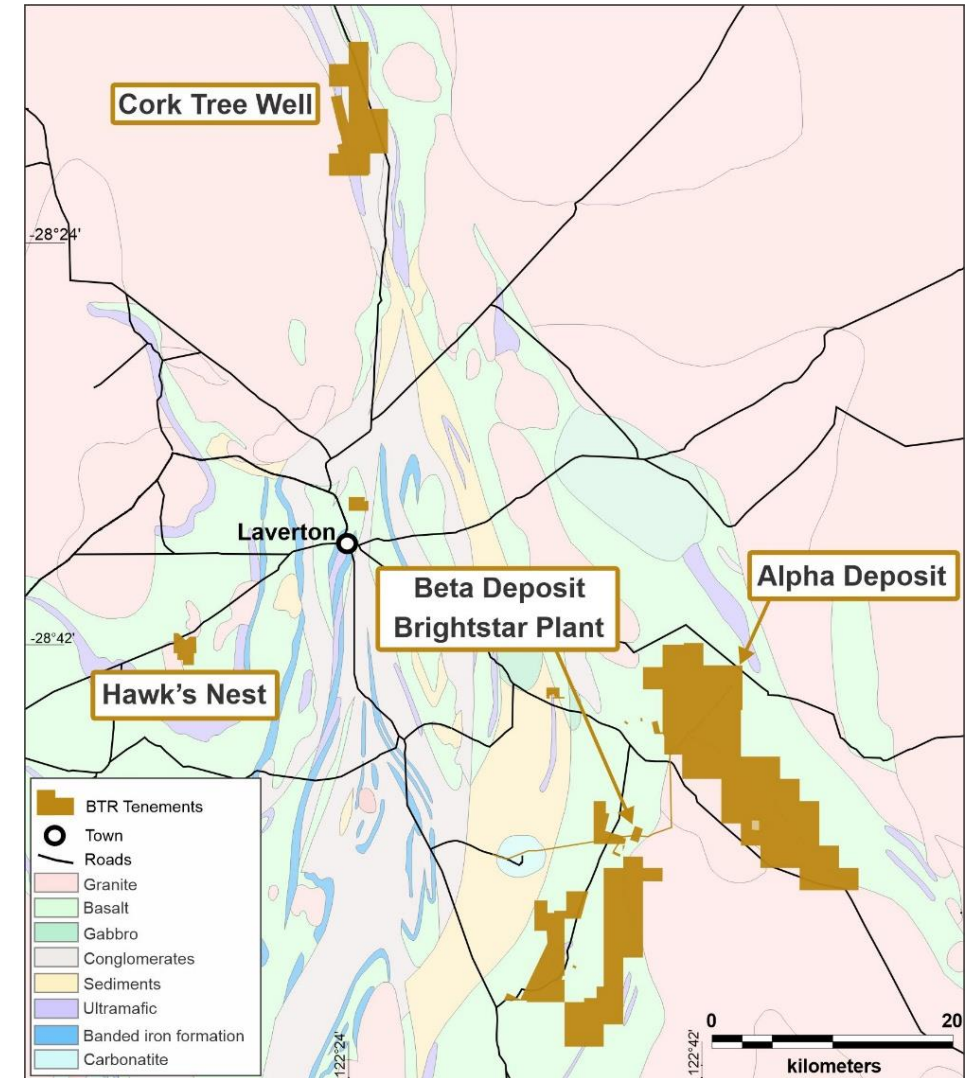 Cork Tree Well
-28°24'
Laverton
Beta Deposit
Brightstar Plant
Alpha Deposit
-28°42'
Hawk's Nest
BTR Tenements
Town
Roads
Granite
Basalt
Gabbro
Conglomerates
Sediments
Ultramafic
Banded iron formation
Carbonatite
122°24'
122°42'
0 20
kilometers